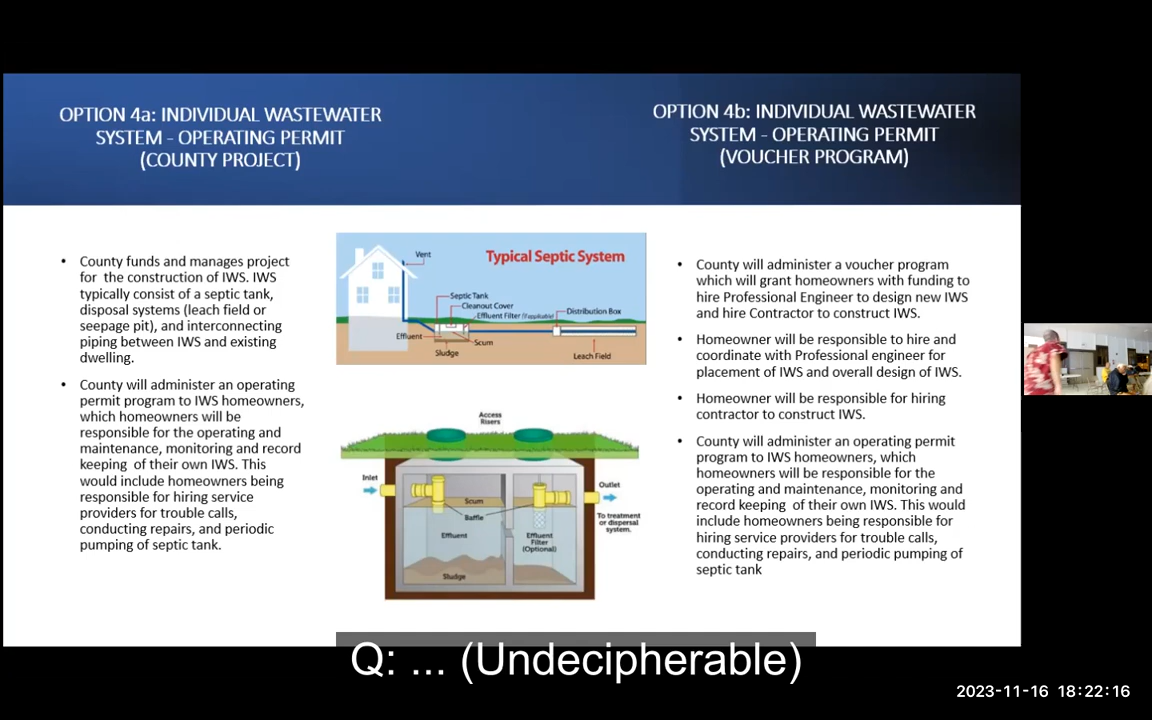 OPTION 4a: INDIVIDUAL WASTEWATER
SYSTEM - OPERATING PERMIT
(COUNTY PROJECT)
OPTION 4b: INDIVIDUAL WASTEWATER
SYSTEM - OPERATING PERMIT
(VOUCHER PROGRAM)
• County funds and manages project
for the construction of IWS. IWS
typically consist of a septic tank,
disposal systems (leach field or
seepage pit), and interconnecting
piping between IWS and existing
dwelling.
• County will administer an operating
permit program to IWS homeowners,
which homeowners will be
responsible for the operating and
maintenance, monitoring and record
keeping of their own IWS. This
would include homeowners being
responsible for hiring service
providers for trouble calls,
conducting repairs, and periodic
pumping of septic tank.
Typical Septic System
Vent
Septic Tank
Cleanout Cover
Effluent Filter (if applicable)
Distribution Box
Effluent
Scum
Sludge
Leach Field
Access
Risers
Inlet
Outlet
Scum
Baffle
To treatment
or dispersal
system.
Effluent
Effluent
Filter
(Optional)
Sludge
• County will administer a voucher program
which will grant homeowners with funding to
hire Professional Engineer to design new IWS
and hire Contractor to construct IWS.
• Homeowner will be responsible to hire and
coordinate with Professional engineer for
placement of IWS and overall design of IWS.
• Homeowner will be responsible for hiring
contractor to construct IWS.
• County will administer an operating permit
program to IWS homeowners, which
homeowners will be responsible for the
operating and maintenance, monitoring and
record keeping of their own IWS. This would
include homeowners being responsible for
hiring service providers for trouble calls,
conducting repairs, and periodic pumping of
septic tank
Q: ... (Undecipherable)
2023-11-16 18:22:16